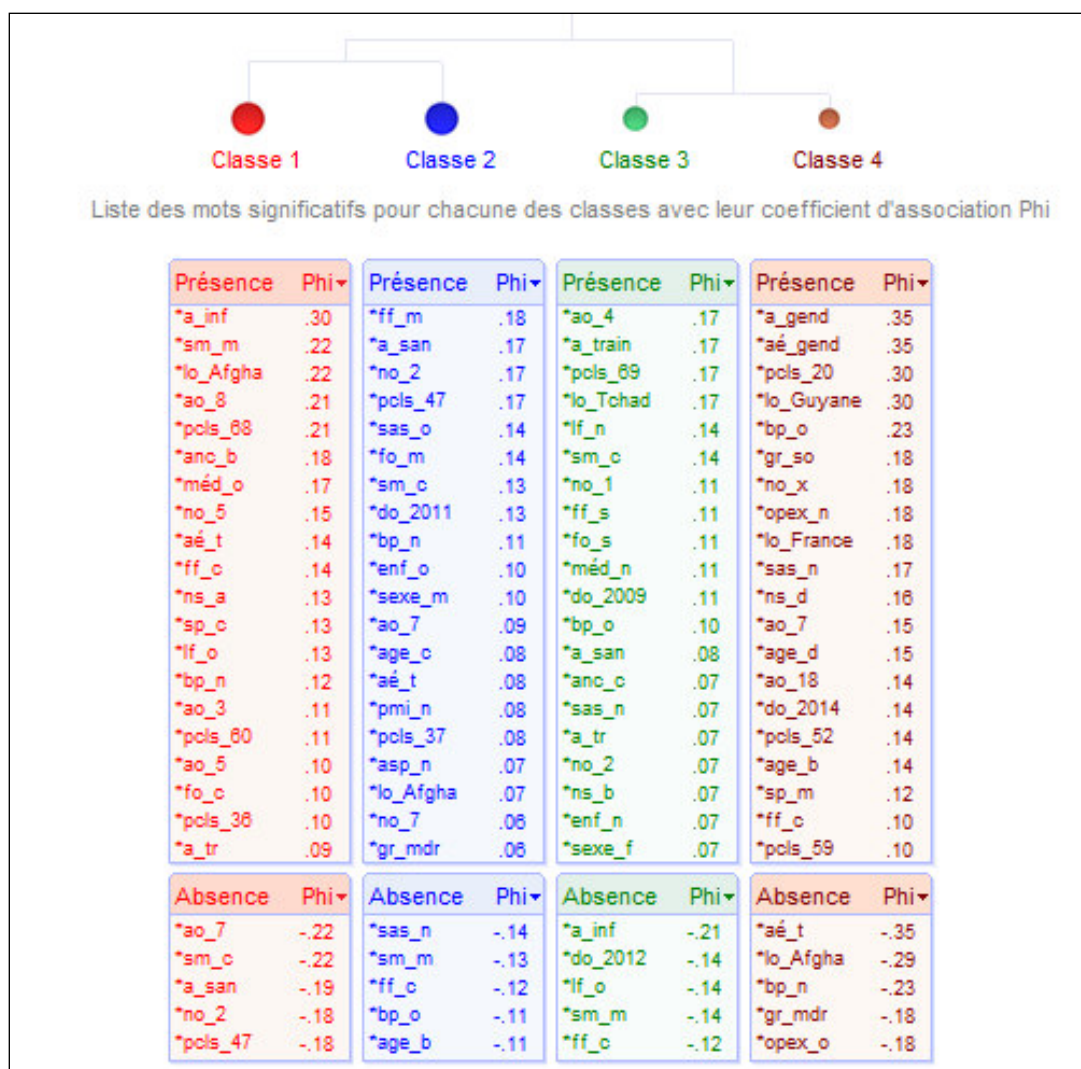 Classe 1 Classe 2 Classe 3 Classe 4
Liste des mots significatifs pour chacune des classes avec leur coefficient d'association Phi
Présence Phi Présence Phi Présence Phi Présence Phi
*a_inf .30 *ff_m .18 *ao_4 .17 *a_gend .35
*sm_m .22 *a_san .17 *a_train .17 *aé_gend .35
*lo_Afgha .22 *no_2 .17 *pcls_69 .17 *pcls_20 .30
*ao_8 .21 *pcls_47 .17 *lo_Tchad .17 *lo_Guyane .30
*pcls_68 .21 *sas_o .14 *lf_n .14 *bp_o .23
*anc_b .18 *fo_m .14 *sm_c .14 *gr_so .18
*méd_o .17 *sm_c .13 *no_1 .11 *no_x .18
*no_5 .15 *do_2011 .13 *ff_s .11 *opex_n .18
*aé_t .14 *bp_n .11 *fo_s .11 *lo_France .18
*ff_c .14 *enf_o .10 *méd_n .11 *sas_n .17
*ns_a .13 *sexe_m .10 *do_2009 .11 *ns_d .16
*sp_c .13 *ao_7 .09 *bp_o .10 *ao_7 .15
*lf_o .13 *age_c .08 *a_san .08 *age_d .15
*bp_n .12 *aé_t .08 *anc_c .07 *ao_18 .14
*ao_3 .11 *pmi_n .08 *sas_n .07 *do_2014 .14
*pcls_60 .11 *pcls_37 .08 *a_tr .07 *pcls_52 .14
*ao_5 .10 *asp_n .07 *no_2 .07 *age_b .14
*fo_c .10 *lo_Afgha .07 *ns_b .07 *sp_m .12
*pcls_36 .10 *no_7 .06 *enf_n .07 *ff_c .10
*a_tr .09 *gr_mdr .06 *sexe_f .07 *pcls_59 .10
Absence Phi Absence Phi Absence Phi Absence Phi
*ao_7 -.22 *sas_n -.14 *a_inf -.21 *aé_t -.35
*sm_c -.22 *sm_m -.13 *do_2012 -.14 *lo_Afgha -.29
*a_san -.19 *ff_c -.12 *lf_o -.14 *bp_n -.23
*no_2 -.18 *bp_o -.11 *sm_m -.14 *gr_mdr -.18
*pcls_47 -.18 *age_b -.11 *ff_c -.12 *opex_o -.18